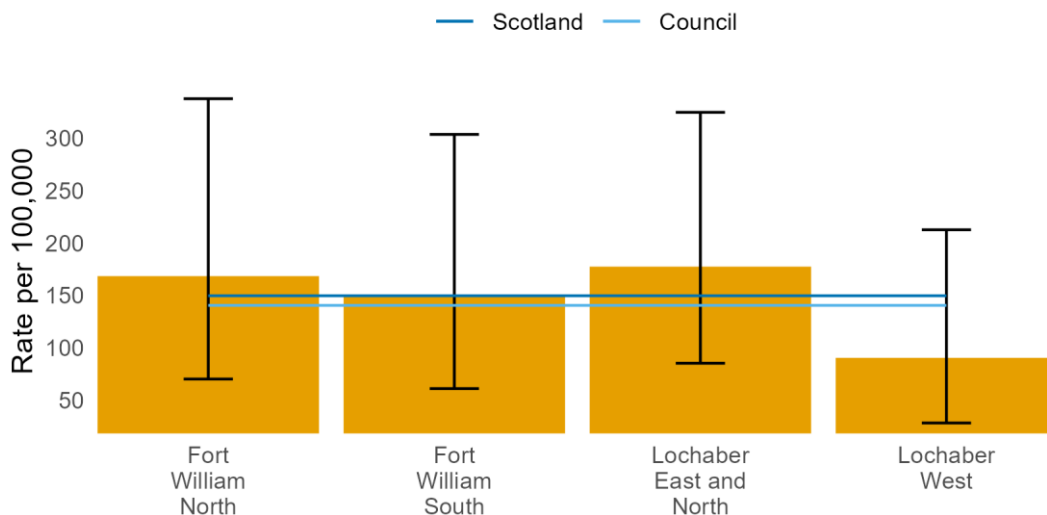 Scotland Council
Rate per 100,000
300
250
200
150
100
50
Fort William North
Fort William South
Lochaber East and North
Lochaber West